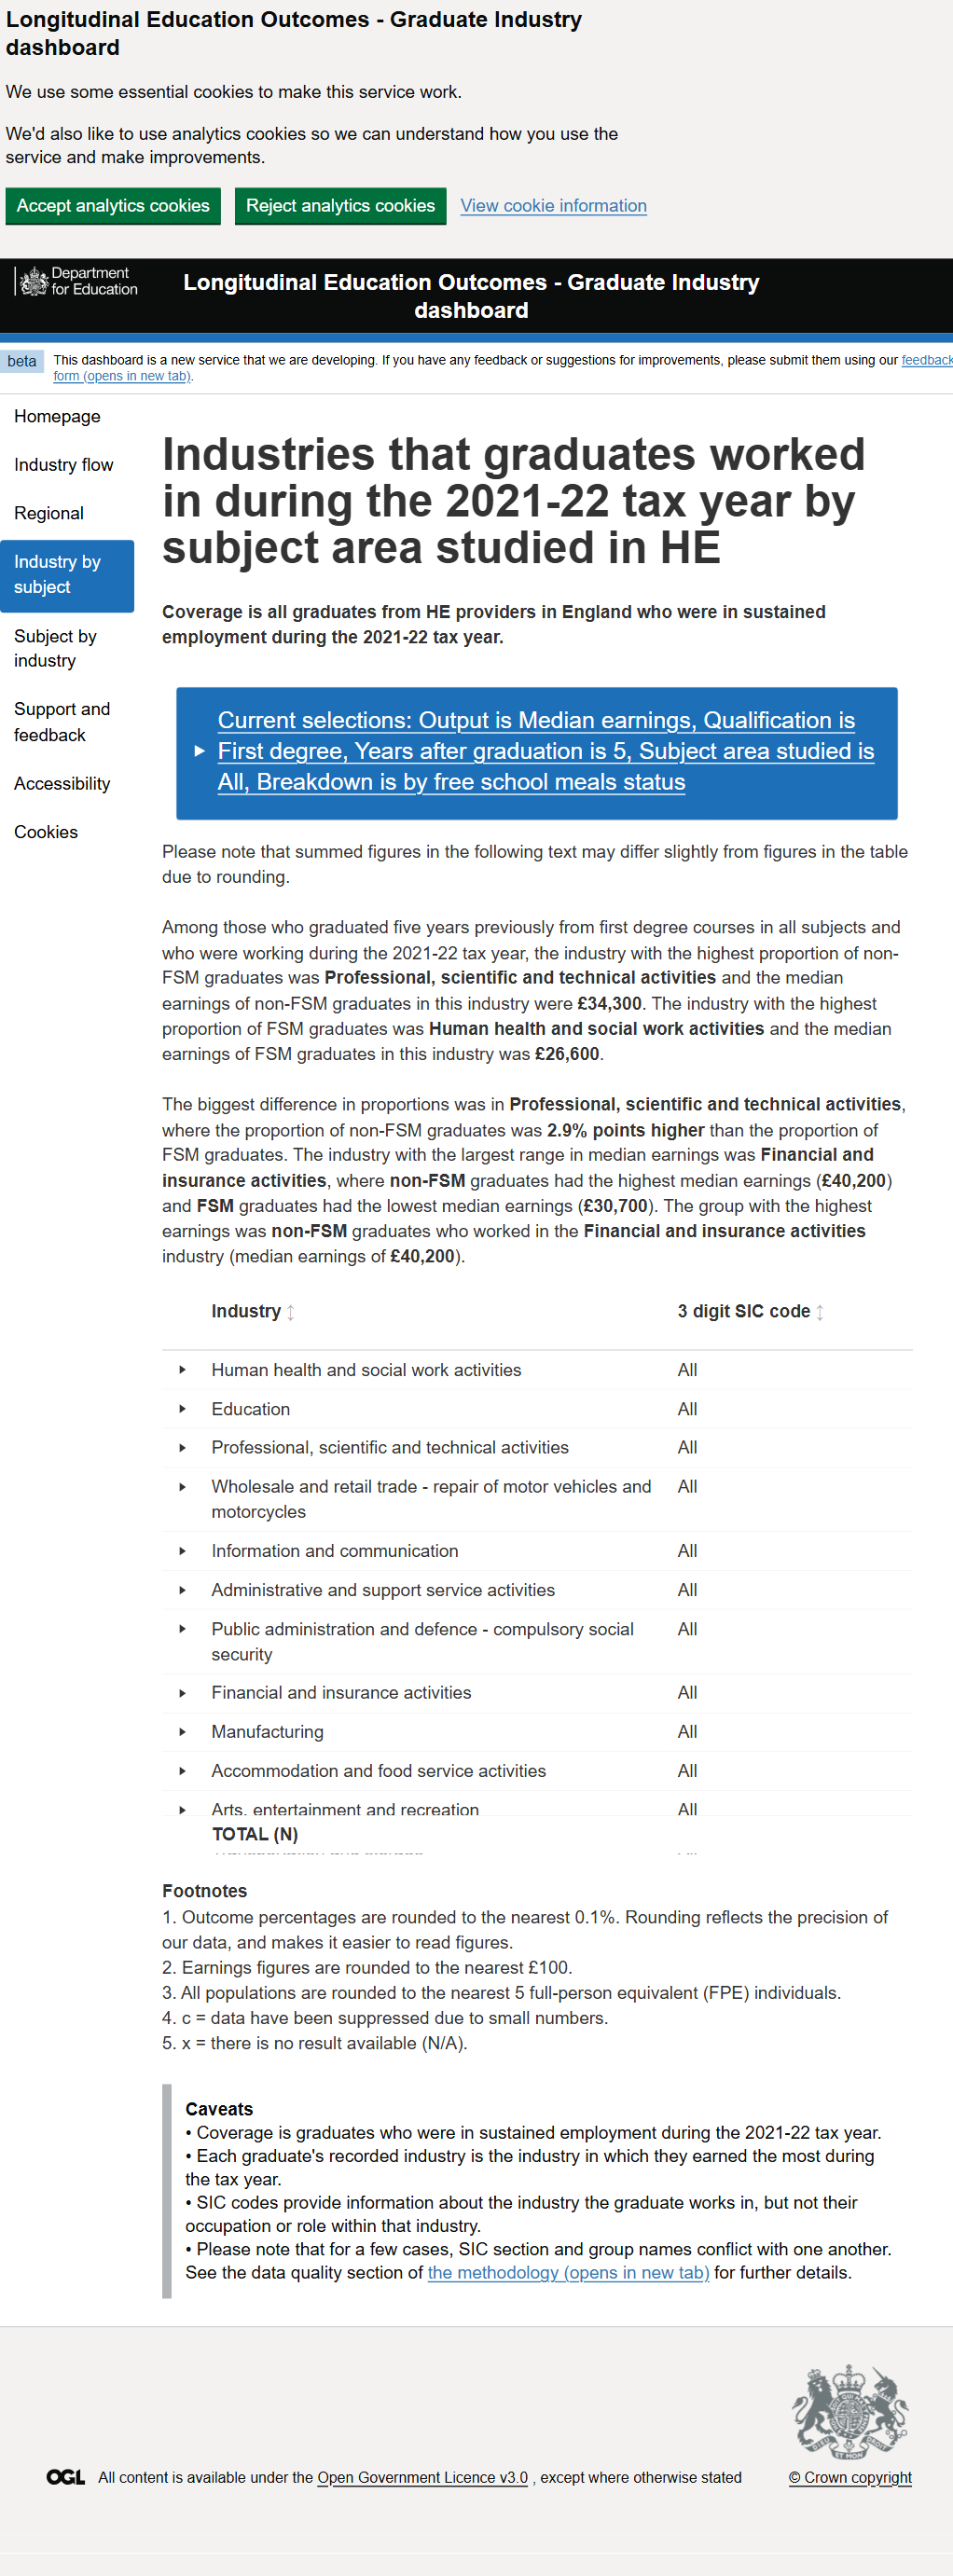 Longitudinal Education Outcomes - Graduate Industry
dashboard
We use some essential cookies to make this service work.
We'd also like to use analytics cookies so we can understand how you use the
service and make improvements.
Accept analytics cookies Reject analytics cookies View cookie information
Department
for Education
Longitudinal Education Outcomes - Graduate Industry
dashboard
beta This dashboard is a new service that we are developing. If you have any feedback or suggestions for improvements, please submit them using our feedback
form (opens in new tab).
Homepage
Industry flow
Regional
Industry by
subject
Subject by
industry
Support and
feedback
Accessibility
Cookies
Industries that graduates worked
in during the 2021-22 tax year by
subject area studied in HE
Coverage is all graduates from HE providers in England who were in sustained
employment during the 2021-22 tax year.
Current selections: Output is Median earnings, Qualification is
First degree, Years after graduation is 5, Subject area studied is
All, Breakdown is by free school meals status
Please note that summed figures in the following text may differ slightly from figures in the table
due to rounding.
Among those who graduated five years previously from first degree courses in all subjects and
who were working during the 2021-22 tax year, the industry with the highest proportion of non-
FSM graduates was Professional, scientific and technical activities and the median
earnings of non-FSM graduates in this industry were £34,300. The industry with the highest
proportion of FSM graduates was Human health and social work activities and the median
earnings of FSM graduates in this industry was £26,600.
The biggest difference in proportions was in Professional, scientific and technical activities,
where the proportion of non-FSM graduates was 2.9% points higher than the proportion of
FSM graduates. The industry with the largest range in median earnings was Financial and
insurance activities, where non-FSM graduates had the highest median earnings (£40,200)
and FSM graduates had the lowest median earnings (£30,700). The group with the highest
earnings was non-FSM graduates who worked in the Financial and insurance activities
industry (median earnings of £40,200).
Industry 3 digit SIC code
Human health and social work activities All
Education All
Professional, scientific and technical activities All
Wholesale and retail trade - repair of motor vehicles and All
motorcycles
Information and communication All
Administrative and support service activities All
Public administration and defence - compulsory social All
security
Financial and insurance activities All
Manufacturing All
Accommodation and food service activities All
Arts, entertainment and recreation All
TOTAL (N)
Footnotes
1. Outcome percentages are rounded to the nearest 0.1%. Rounding reflects the precision of
our data, and makes it easier to read figures.
2. Earnings figures are rounded to the nearest £100.
3. All populations are rounded to the nearest 5 full-person equivalent (FPE) individuals.
4. c = data have been suppressed due to small numbers.
5. x = there is no result available (N/A).
Caveats
• Coverage is graduates who were in sustained employment during the 2021-22 tax year.
• Each graduate's recorded industry is the industry in which they earned the most during
the tax year.
• SIC codes provide information about the industry the graduate works in, but not their
occupation or role within that industry.
• Please note that for a few cases, SIC section and group names conflict with one another.
See the data quality section of the methodology (opens in new tab) for further details.
OGL All content is available under the Open Government Licence v3.0 , except where otherwise stated © Crown copyright